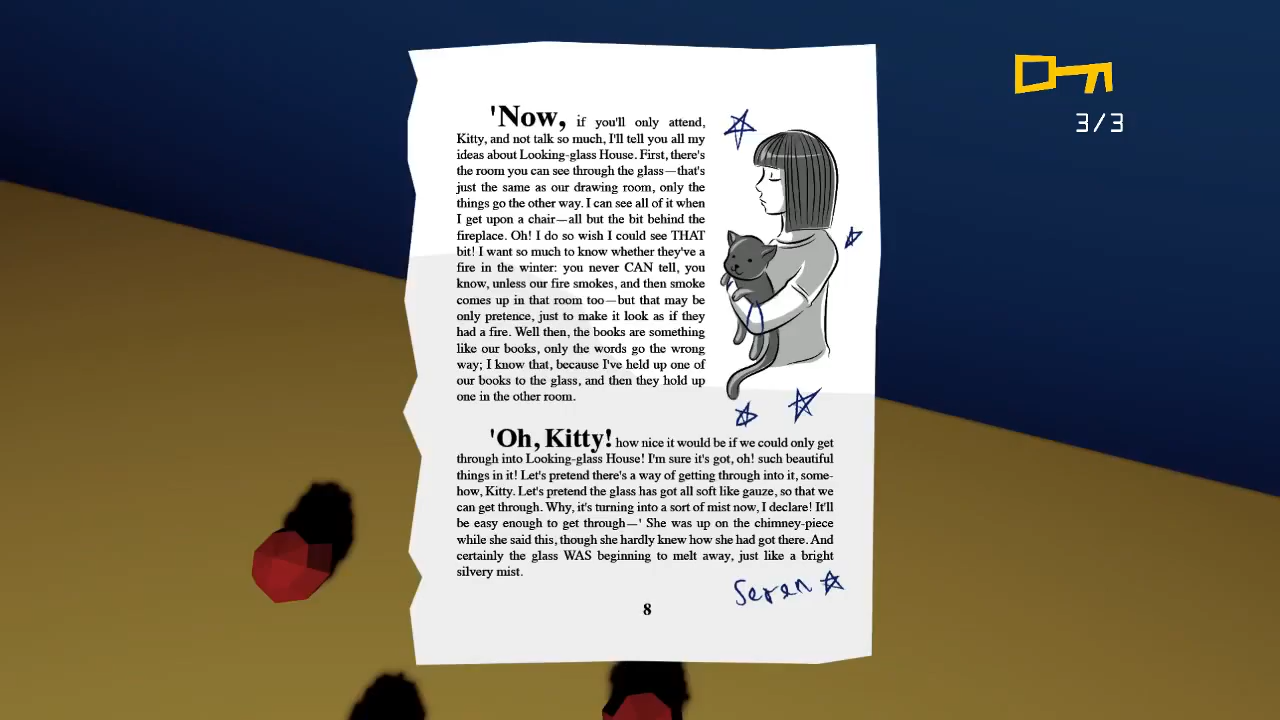 3/3
'Now, if you'll only attend,
Kitty, and not talk so much, I'll tell you all my
ideas about Looking-glass House. First, there's
the room you can see through the glass—that's
just the same as our drawing room, only the
things go the other way. I can see all of it when
I get upon a chair—all but the bit behind the
fireplace. Oh! I do so wish I could see THAT
bit! I want so much to know whether they've a
fire in the winter: you never CAN tell, you
know, unless our fire smokes, and then smoke
comes up in that room too—but that may be
only pretence, just to make it look as if they
had a fire. Well then, the books are something
like our books, only the words go the wrong
way; I know that, because I've held up one of
our books to the glass, and then they hold up
one in the other room.
'Oh, Kitty! how nice it would be if we could only get
through into Looking-glass House! I'm sure it's got, oh! such beautiful
things in it! Let's pretend there's a way of getting through into it, some-
how, Kitty. Let's pretend the glass has got all soft like gauze, so that we
can get through. Why, it's turning into a sort of mist now, I declare! It'll
be easy enough to get through—' She was up on the chimney-piece
while she said this, though she hardly knew how she had got there. And
certainly the glass WAS beginning to melt away, just like a bright
silvery mist.
Seren
8